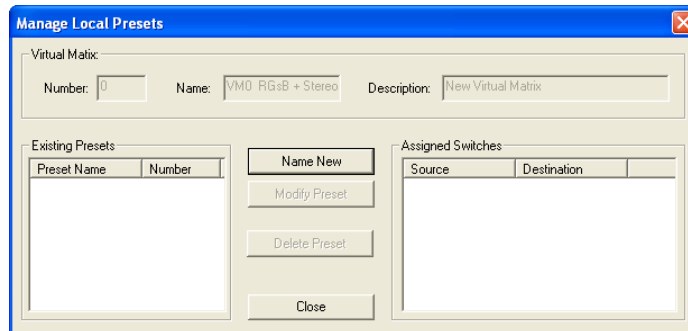 Manage Local Presets
Virtual Matix:
Number: 0 Name: VM0 RGsB + Stereo Description: New Virtual Matrix
Existing Presets
Preset Name Number
Name New
Modify Preset
Delete Preset
Close
Assigned Switches
Source Destination